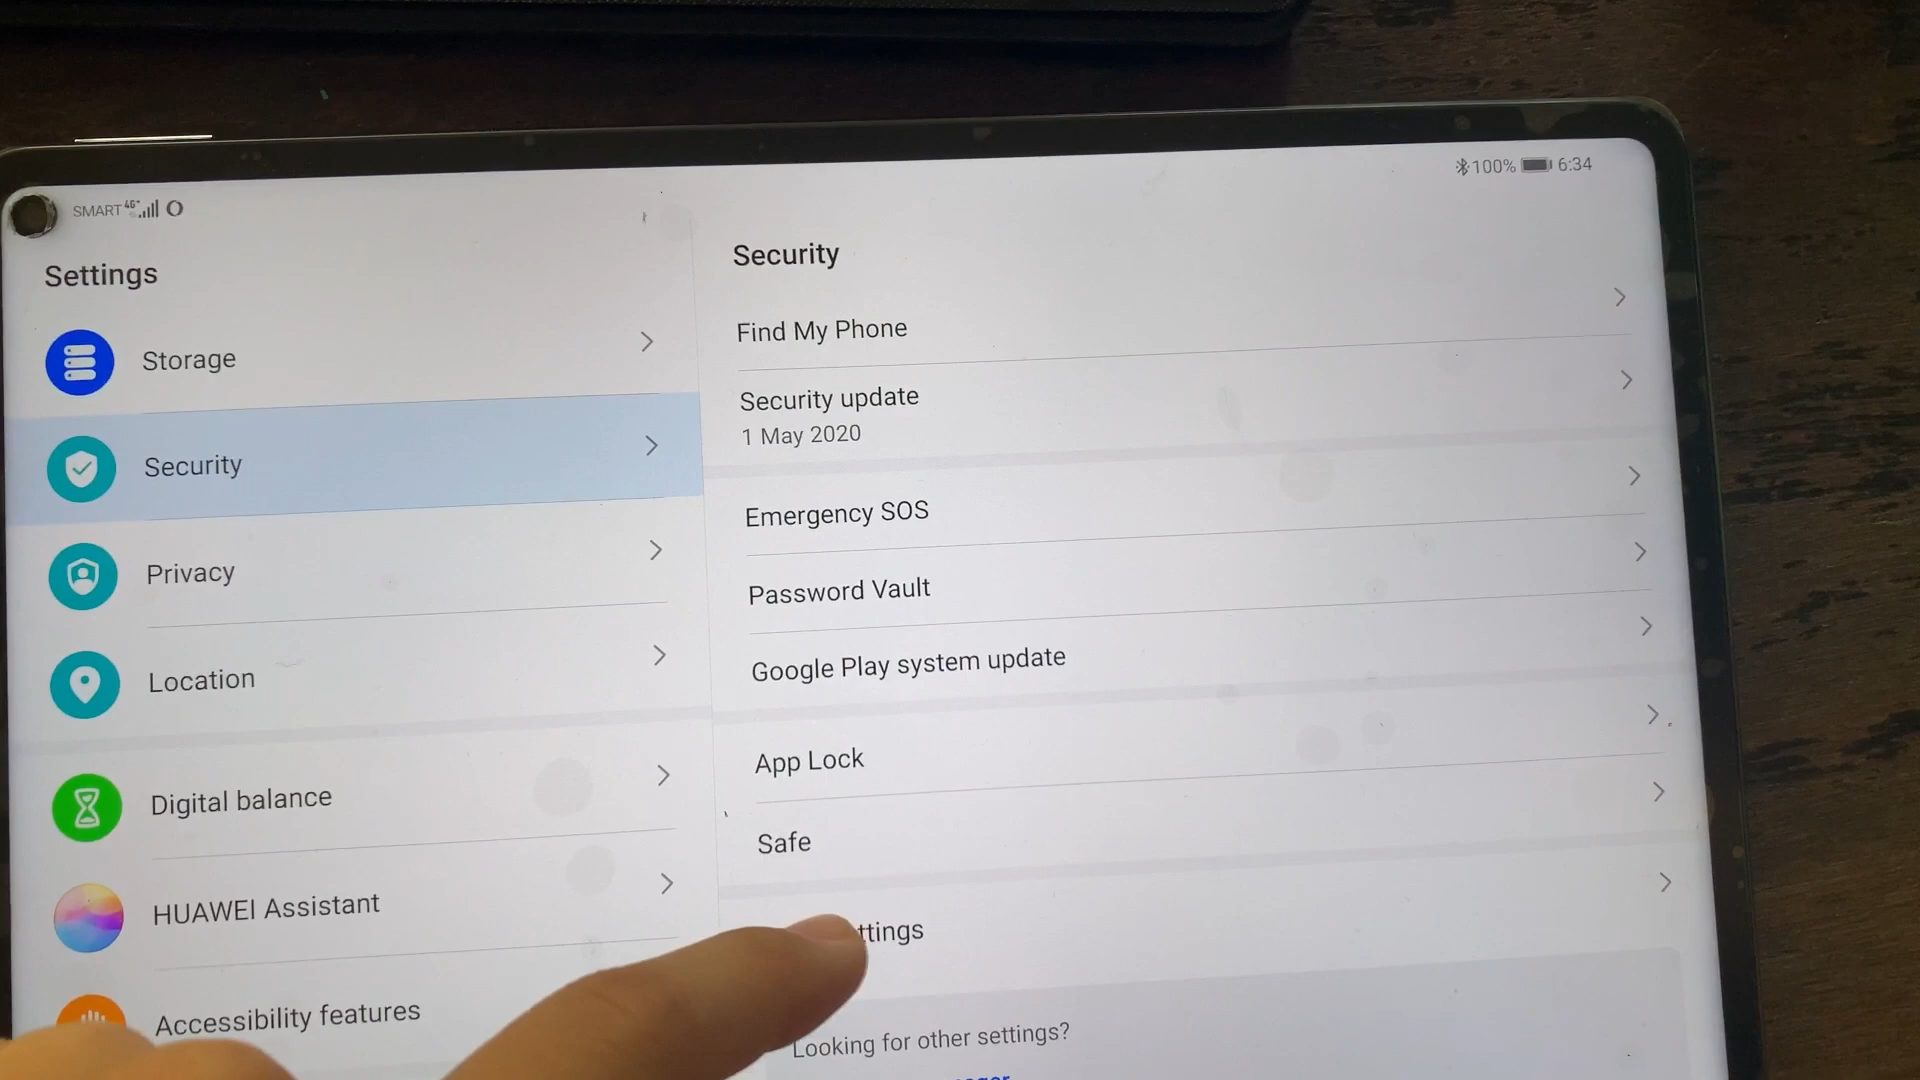 SMART 4G+
100% 6:34
Settings
Storage
Security
Privacy
Location
Digital balance
HUAWEI Assistant
Accessibility features
Security
Find My Phone
Security update
1 May 2020
Emergency SOS
Password Vault
Google Play system update
App Lock
Safe
ttings
Looking for other settings?